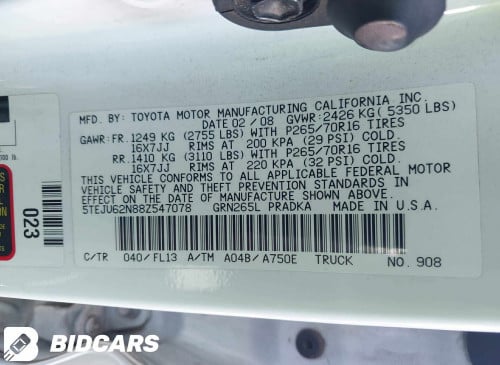 MFD. BY: TOYOTA MOTOR MANUFACTURING CALIFORNIA INC.
DATE 02 / 08 GVWR: 2426 KG ( 5350 LBS)
GAWR: FR. 1249 KG (2755 LBS) WITH P265/70R16 TIRES
16X7JJ RIMS AT 200 KPA (29 PSI) COLD.
RR. 1410 KG (3110 LBS) WITH P265/70R16 TIRES
16X7JJ RIMS AT 220 KPA (32 PSI) COLD.
THIS VEHICLE CONFORMS TO ALL APPLICABLE FEDERAL MOTOR
VEHICLE SAFETY AND THEFT PREVENTION STANDARDS IN
EFFECT ON THE DATE OF MANUFACTURE SHOWN ABOVE.
5TEJU62N88Z547078 GRN265L PRADKA MADE IN U.S.A.
C/TR 040/FL13 A/TM A04B/A750E TRUCK NO. 908
023
BIDCARS